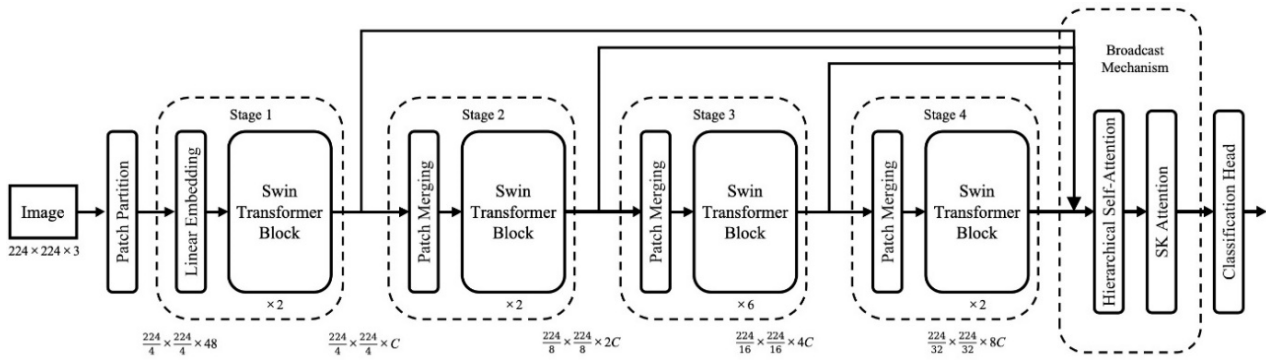 Broadcast
Mechanism
Stage 1
Stage 2
Stage 3
Stage 4
Image
224 × 224 × 3
Patch Partition
Linear Embedding
Swin
Transformer
Block
×2
Patch Merging
Swin
Transformer
Block
×2
Patch Merging
Swin
Transformer
Block
×6
Patch Merging
Swin
Transformer
Block
×2
Hierarchical Self-Attention
SK Attention
Classification Head
224/4 × 224/4 × 48
224/4 × 224/4 × C
224/8 × 224/8 × 2C
224/16 × 224/16 × 4C
224/32 × 224/32 × 8C